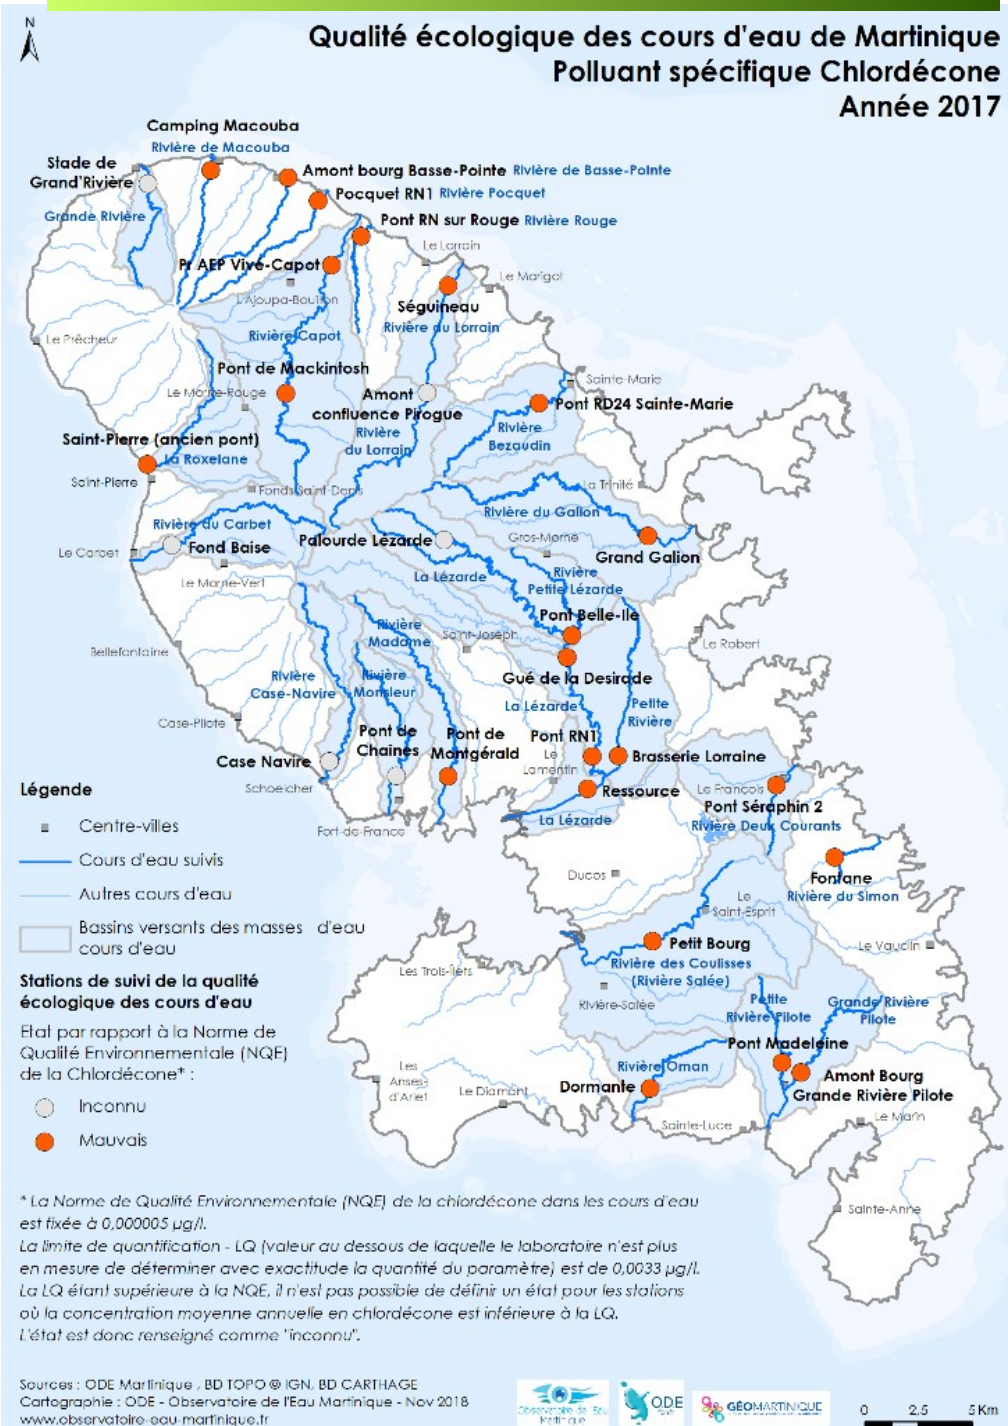 N
Qualité écologique des cours d'eau de Martinique
Polluant spécifique Chlordécone
Année 2017
Camping Macouba
Rivière de Macouba
Stade de
Grand'Rivière
Grande Rivière
Amont bourg Basse-Pointe Rivière de Basse-Pointe
Pocquet RN1 Rivière Pocquet
Pont RN sur Rouge Rivière Rouge
Le Lorrain
Pr AEP Vivé-Capot
Le Marigot
L'Ajoupa-Bouillon
Séguineau
Rivière du Lorrain
Rivière Capot
Le Prêcheur
Pont de Mackintosh
Le Morne-Rouge
Amont
confluence Pirogue
Rivière
du Lorrain
Sainte-Marie
Pont RD24 Sainte-Marie
Rivière
Bezaudin
Saint-Pierre (ancien pont)
La Roxelane
Saint-Pierre
Fonds-Saint-Denis
La Trinité
Rivière du Galion
Rivière du Carbet
Le Carbet
Fond Baise
Palourde Lézarde
Gros-Morne
Grand Galion
Le Morne-Vert
La Lézarde
Rivière
Petite Lézarde
Pont Belle-Ile
Rivière
Madame
Saint-Joseph
Le Robert
Bellefontaine
Gué de la Desirade
Rivière
Case-Navire
Rivière
Monsieur
La Lézarde
Petite
Rivière
Case-Pilote
Pont de
Chaines
Pont de
Montgérald
Pont RN1
Case Navire
Le
Lamentin
Brasserie Lorraine
Schoelcher
Ressource
Le François
Pont Séraphin 2
Rivière Deux Courants
Fort-de-France
La Lézarde
Ducos
Fontane
Rivière du Simon
Le
Saint-Esprit
Petit Bourg
Rivière des Coulisses
(Rivière Salée)
Le Vauclin
Les Trois-Ilets
Rivière-Salée
Petite
Rivière Pilote
Grande Rivière
Pilote
Pont Madeleine
Les
Anses-
d'Arlet
Le Diamant
Rivière Oman
Dormante
Amont Bourg
Grande Rivière Pilote
Sainte-Luce
Le Marin
Sainte-Anne
Légende
Centre-villes
Cours d'eau suivis
Autres cours d'eau
Bassins versants des masses d'eau
cours d'eau
Stations de suivi de la qualité
écologique des cours d'eau
Etat par rapport à la Norme de
Qualité Environnementale (NQE)
de la Chlordécone* :
Inconnu
Mauvais
* La Norme de Qualité Environnementale (NQE) de la chlordécone dans les cours d'eau
est fixée à 0,000005 µg/l.
La limite de quantification - LQ (valeur au dessous de laquelle le laboratoire n'est plus
en mesure de déterminer avec exactitude la quantité du paramètre) est de 0,0033 µg/l.
La LQ étant supérieure à la NQE, il n'est pas possible de définir un état pour les stations
où la concentration moyenne annuelle en chlordécone est inférieure à la LQ.
L'état est donc renseigné comme "inconnu".
Sources : ODE Martinique , BD TOPO ® IGN, BD CARTHAGE
Cartographie : ODE - Observatoire de l'Eau Martinique - Nov 2018
www.observatoire-eau-martinique.fr
Observatoire de l'Eau
Martinique
ODE
GÉOMARTINIQUE
0 2.5 5 Km